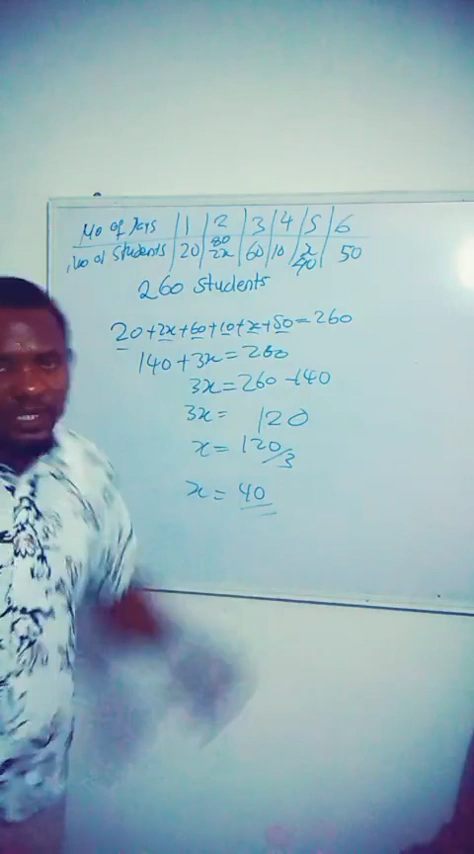 No of Days | 1 | 2 | 3 | 4 | 5 | 6
No of Students | 20 | 80 2x | 60 | 10 | x 40 | 50
260 Students
20+2x+60+10+x+50=260
140+3x=260
3x=260-140
3x= 120
x=120/3
x=40